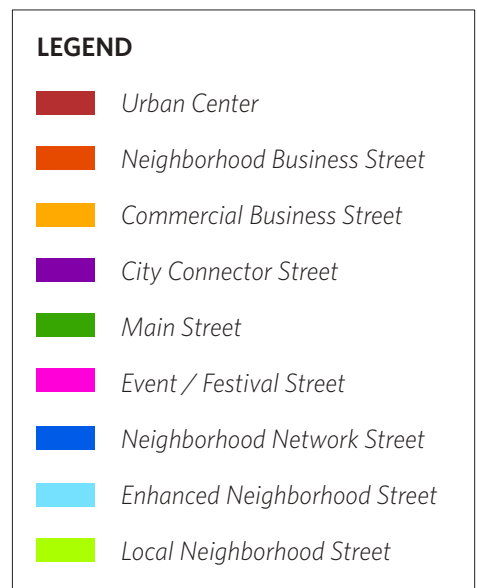 LEGEND
Urban Center
Neighborhood Business Street
Commercial Business Street
City Connector Street
Main Street
Event / Festival Street
Neighborhood Network Street
Enhanced Neighborhood Street
Local Neighborhood Street